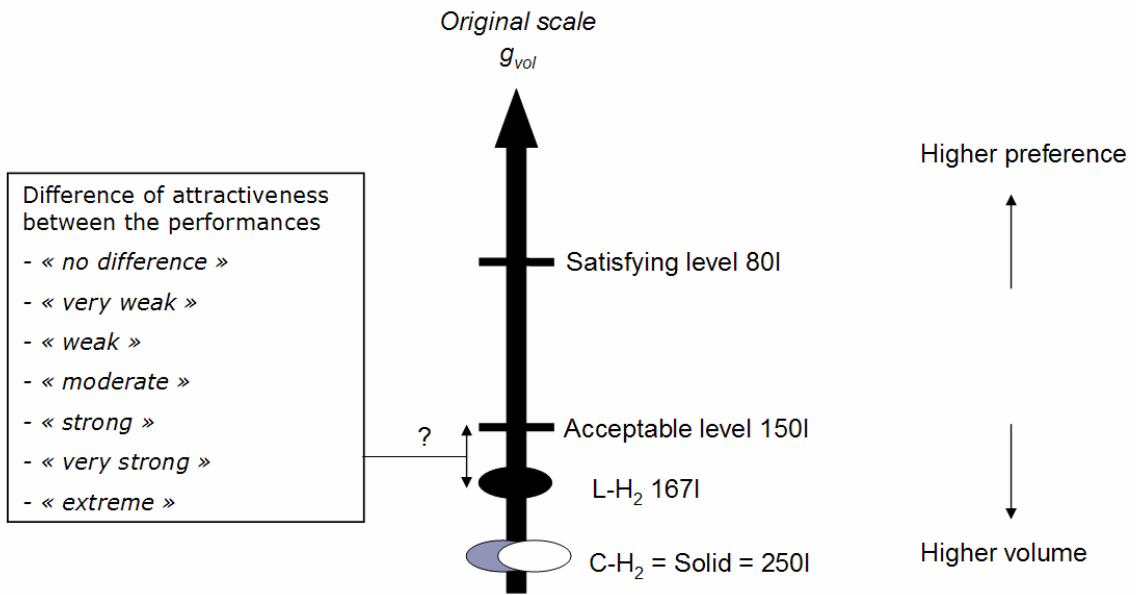 Original scale
g_vol
Higher preference
Difference of attractiveness
between the performances
- « no difference »
- « very weak »
- « weak »
- « moderate »
- « strong »
- « very strong »
- « extreme »
Satisfying level 80l
?
Acceptable level 150l
L-H₂ 167l
C-H₂ = Solid = 250l
Higher volume